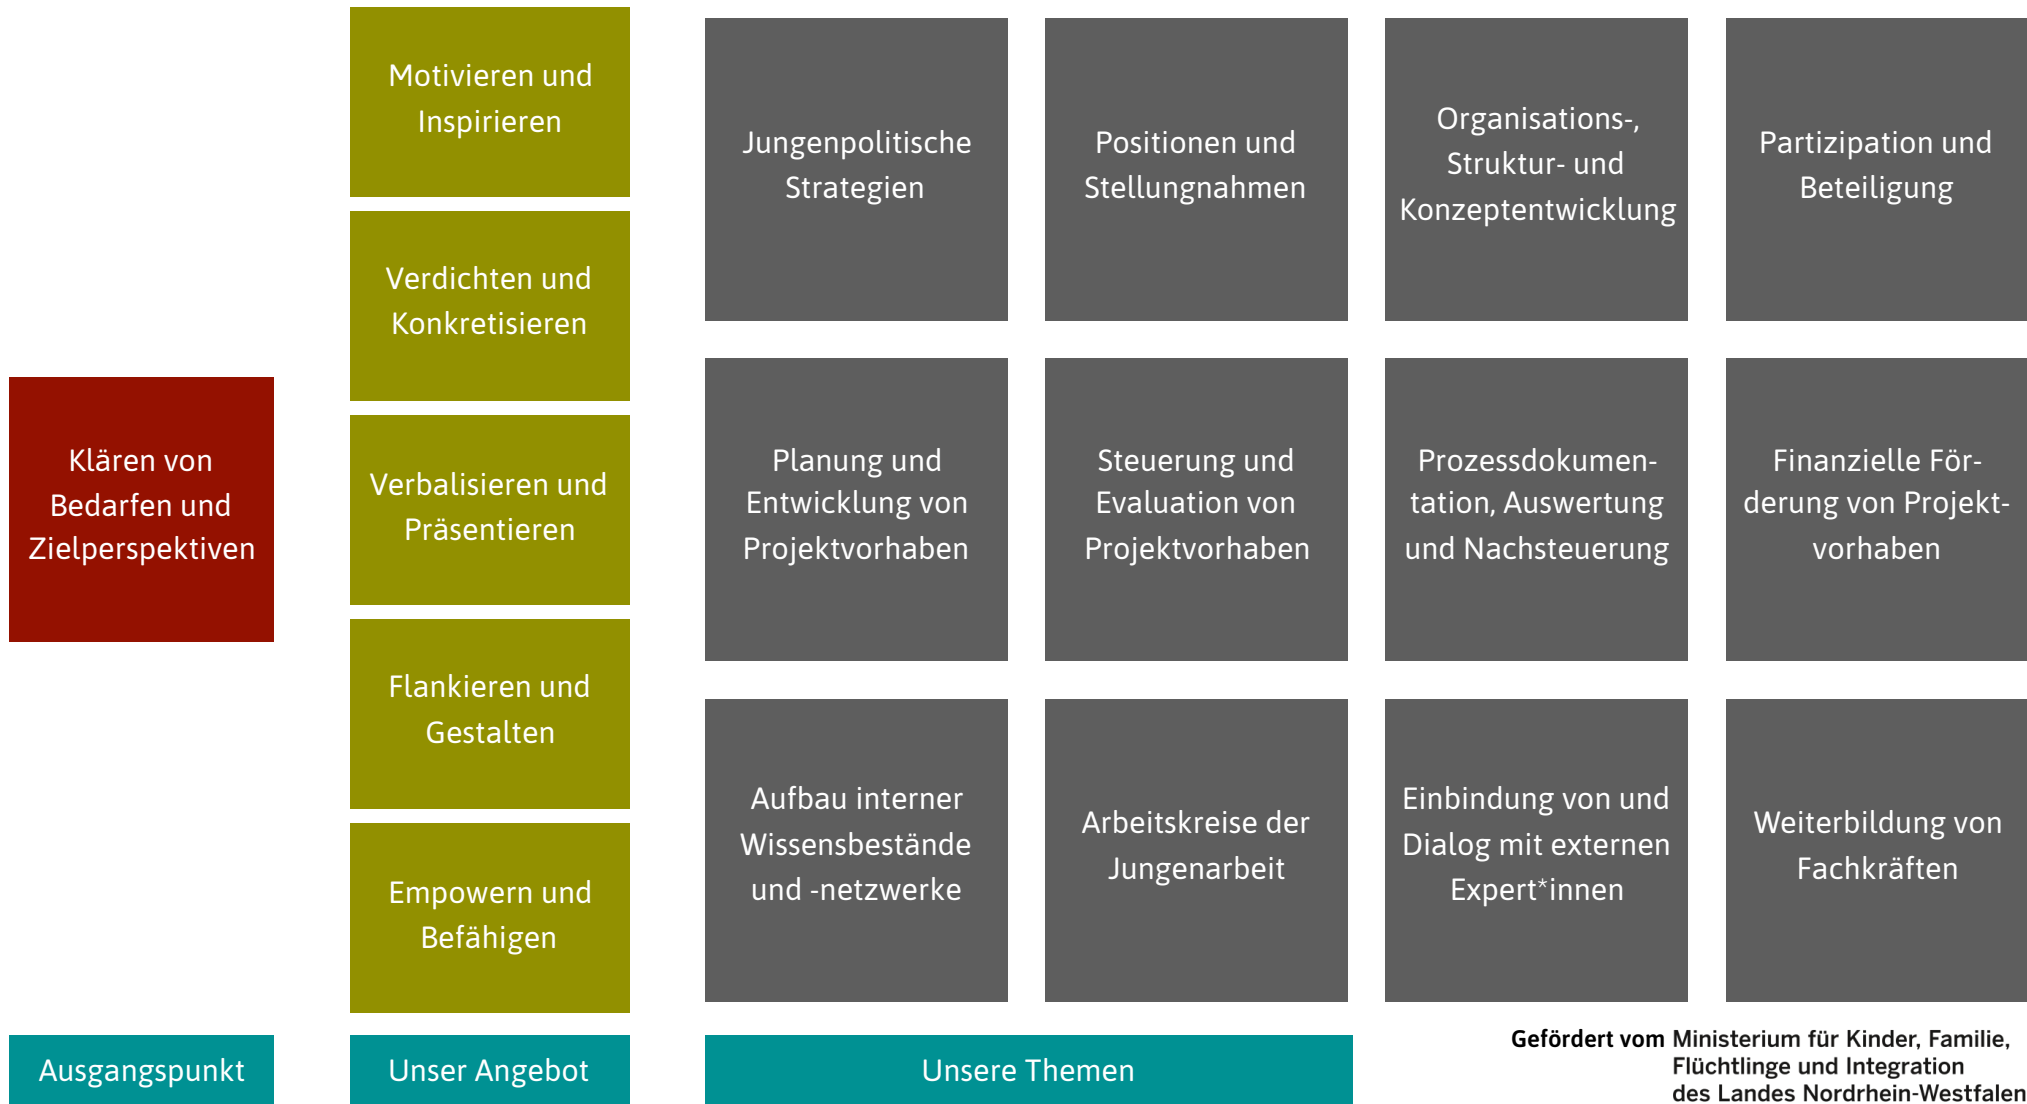 Klären von
Bedarfen und
Zielperspektiven
Ausgangspunkt
Motivieren und
Inspirieren
Verdichten und
Konkretisieren
Verbalisieren und
Präsentieren
Flankieren und
Gestalten
Empowern und
Befähigen
Unser Angebot
Jungenpolitische
Strategien
Positionen und
Stellungnahmen
Organisations-,
Struktur- und
Konzeptentwicklung
Partizipation und
Beteiligung
Planung und
Entwicklung von
Projektvorhaben
Steuerung und
Evaluation von
Projektvorhaben
Prozessdokumen-
tation, Auswertung
und Nachsteuerung
Finanzielle För-
derung von Projekt-
vorhaben
Aufbau interner
Wissensbestände
und -netzwerke
Arbeitskreise der
Jungenarbeit
Einbindung von und
Dialog mit externen
Expert*innen
Weiterbildung von
Fachkräften
Unsere Themen
Gefördert vom Ministerium für Kinder, Familie,
Flüchtlinge und Integration
des Landes Nordrhein-Westfalen